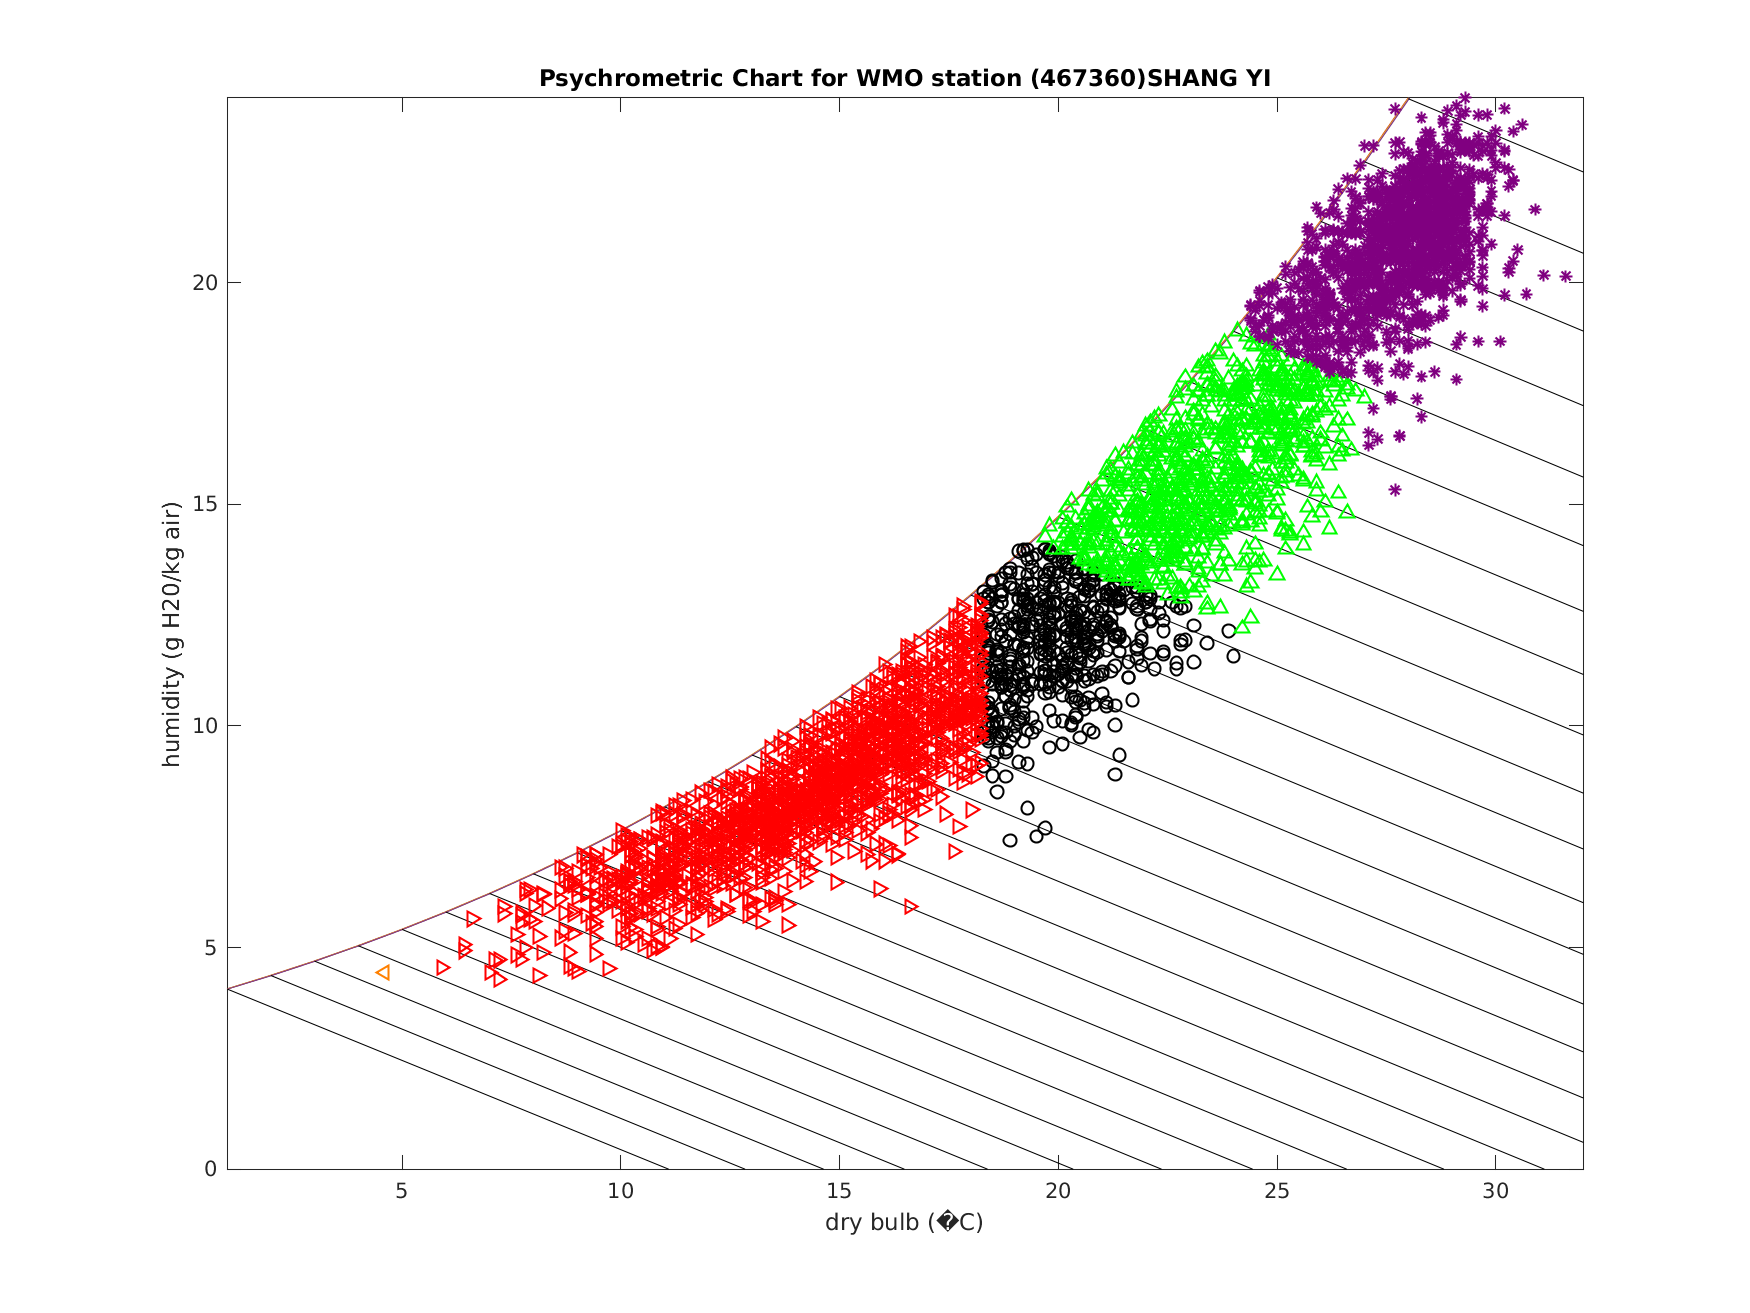 Psychrometric Chart for WMO station (467360)SHANG YI
humidity (g H20/kg air)
20
15
10
5
0
5 10 15 20 25 30
dry bulb (�C)